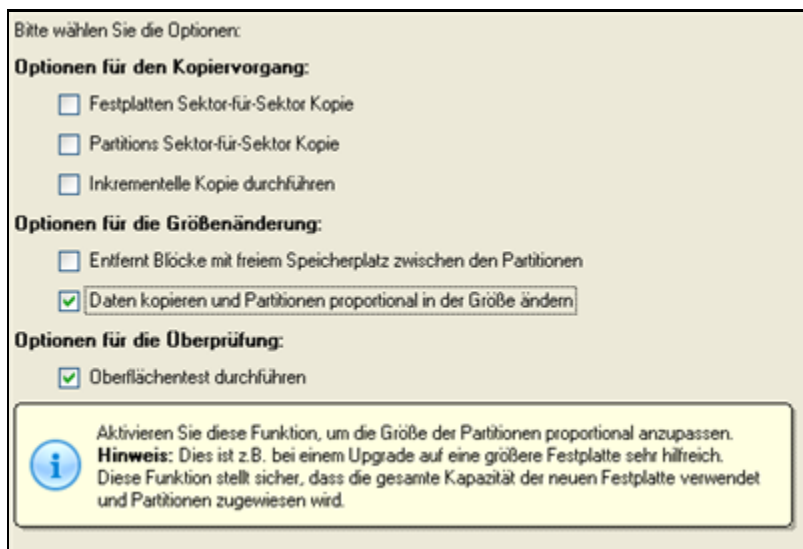 Bitte wählen Sie die Optionen:
Optionen für den Kopiervorgang:
Festplatten Sektor-für-Sektor Kopie
Partitions Sektor-für-Sektor Kopie
Inkrementelle Kopie durchführen
Optionen für die Größenänderung:
Entfernt Blöcke mit freiem Speicherplatz zwischen den Partitionen
Daten kopieren und Partitionen proportional in der Größe ändern
Optionen für die Überprüfung:
Oberflächentest durchführen
Aktivieren Sie diese Funktion, um die Größe der Partitionen proportional anzupassen.
Hinweis: Dies ist z.B. bei einem Upgrade auf eine größere Festplatte sehr hilfreich.
Diese Funktion stellt sicher, dass die gesamte Kapazität der neuen Festplatte verwendet
und Partitionen zugewiesen wird.